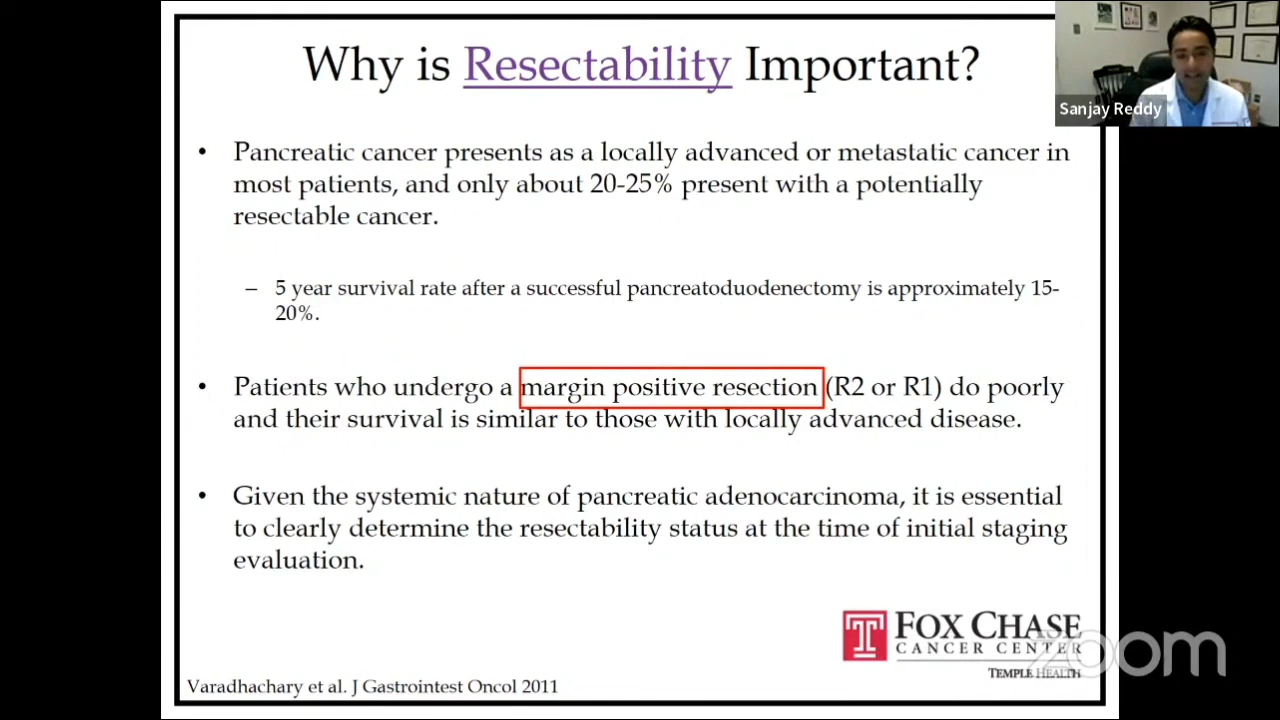 Why is Resectability Important?
Sanjay Reddy
• Pancreatic cancer presents as a locally advanced or metastatic cancer in
most patients, and only about 20-25% present with a potentially
resectable cancer.
– 5 year survival rate after a successful pancreatoduodenectomy is approximately 15-
20%.
• Patients who undergo a margin positive resection (R2 or R1) do poorly
and their survival is similar to those with locally advanced disease.
• Given the systemic nature of pancreatic adenocarcinoma, it is essential
to clearly determine the resectability status at the time of initial staging
evaluation.
FOX CHASE
CANCER CENTER
TEMPLE HEALTH
zoom
Varadhachary et al. J Gastrointest Oncol 2011